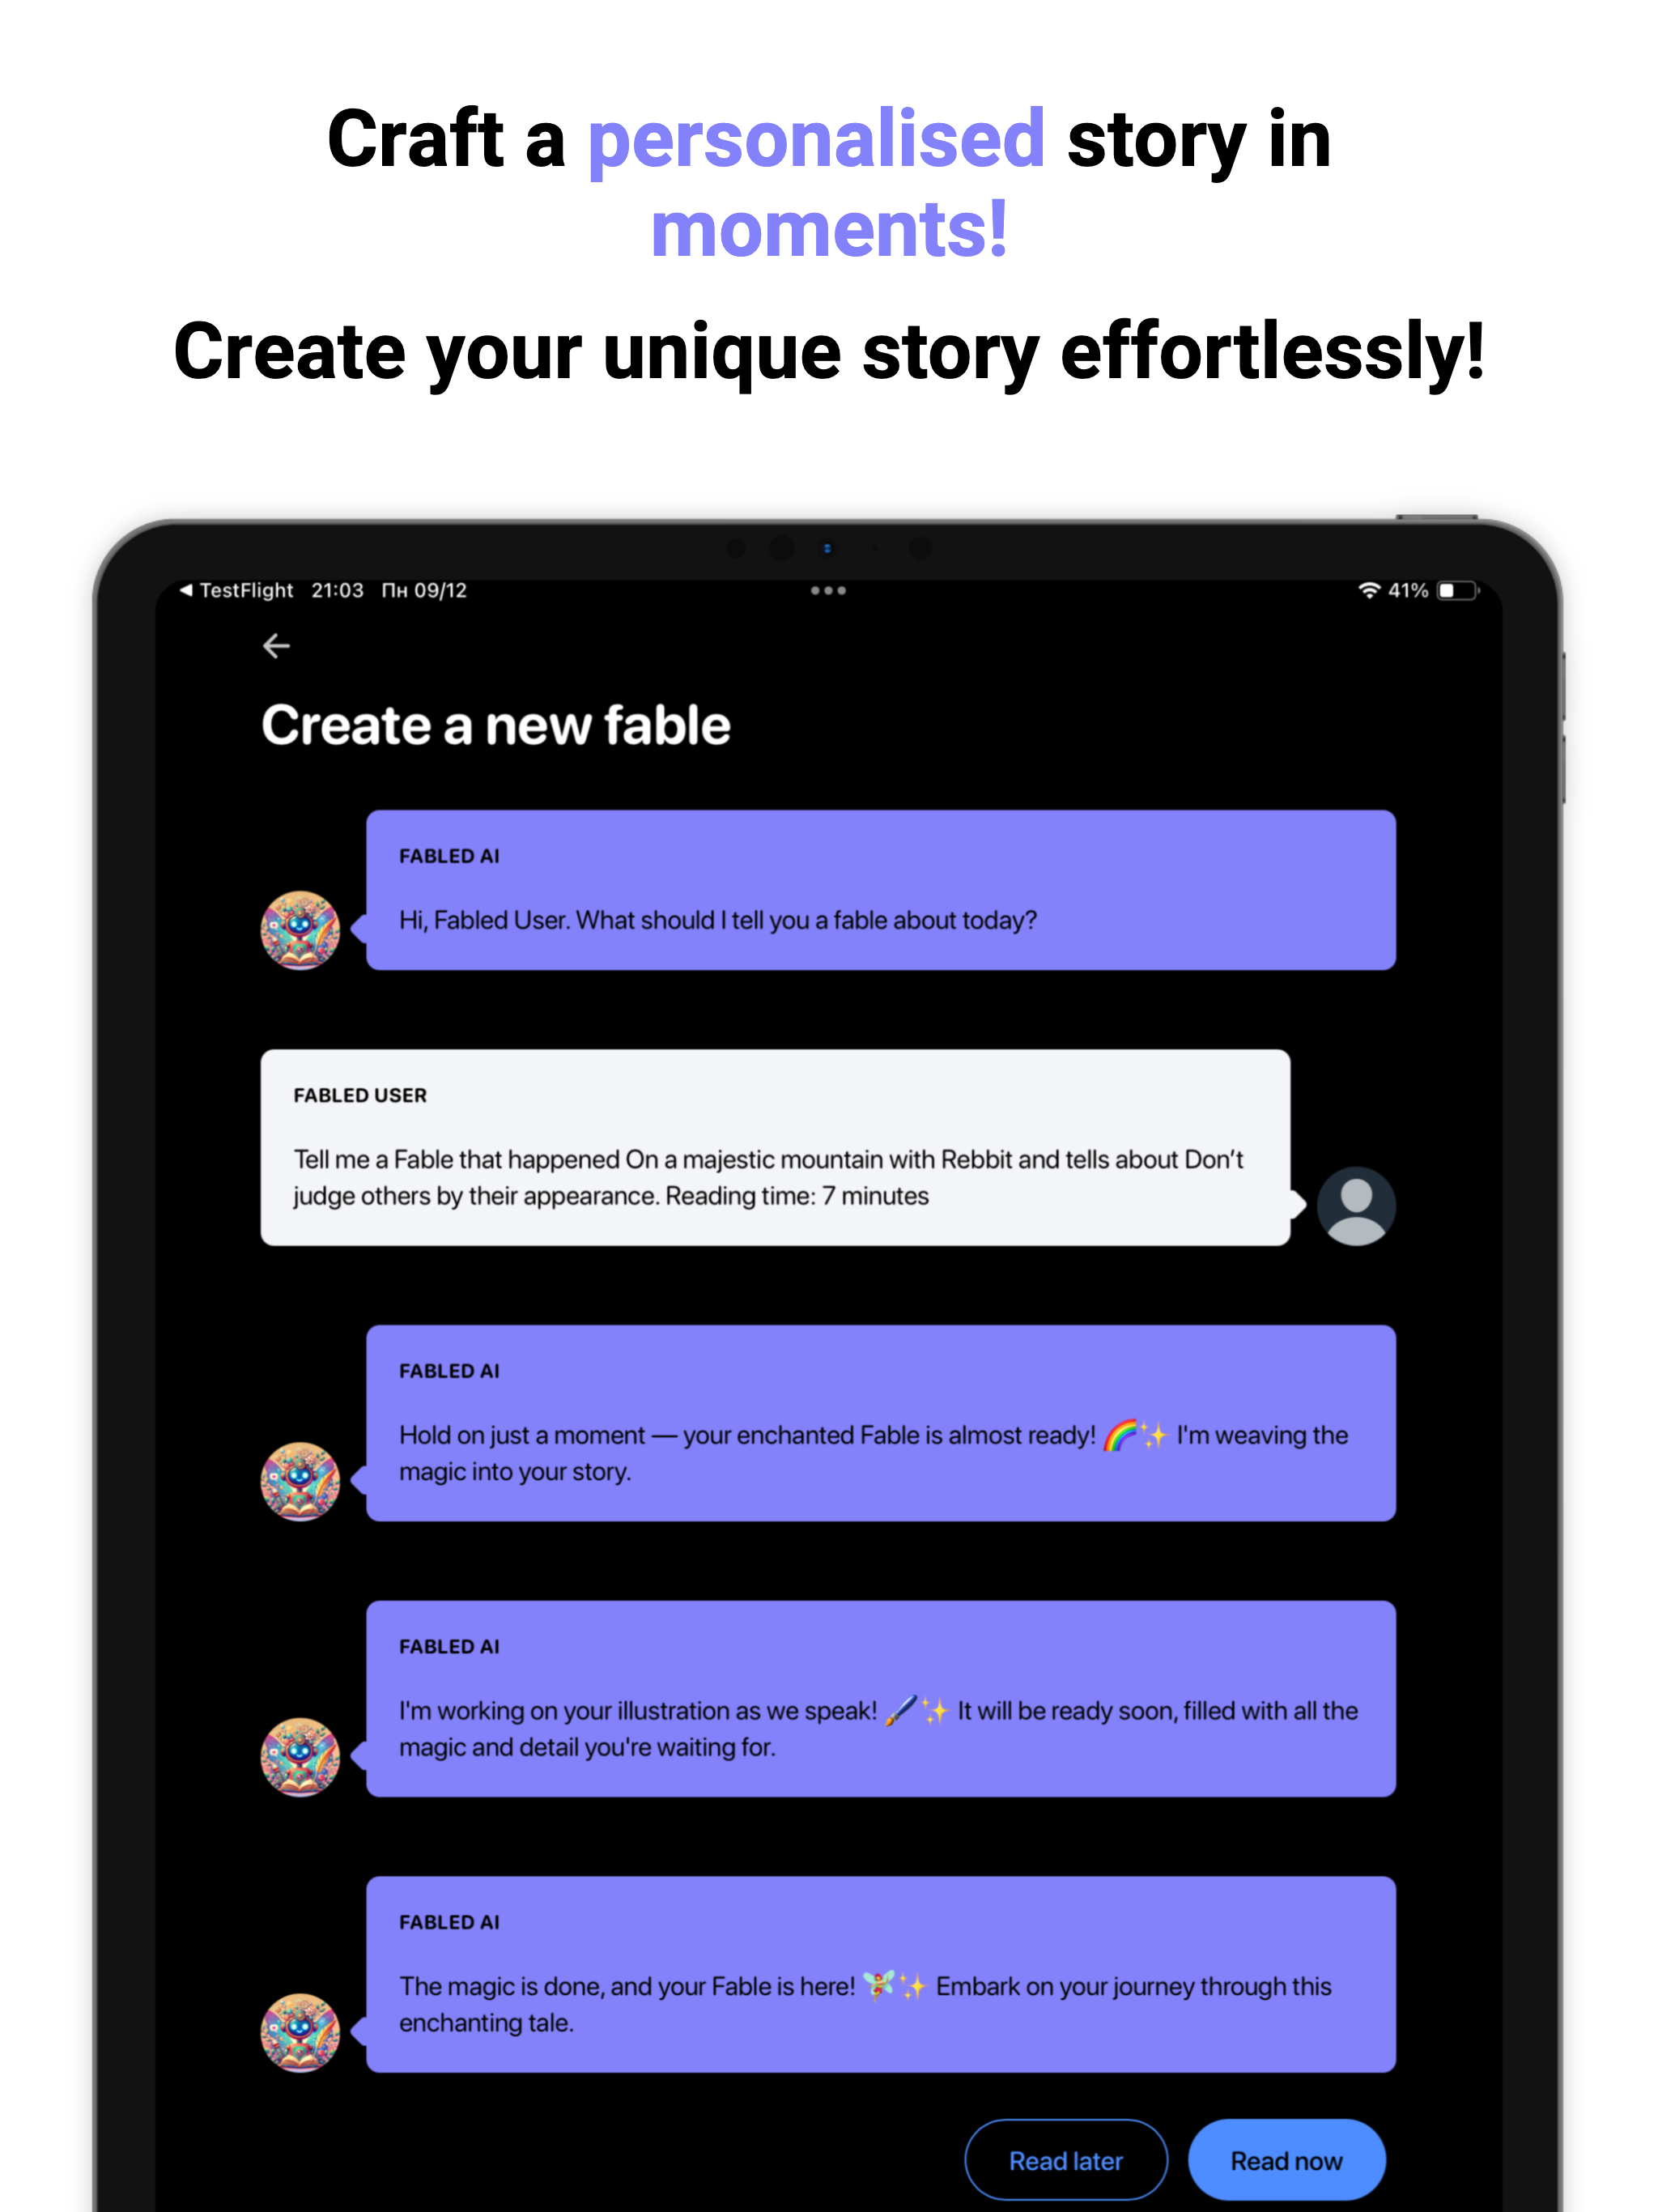 Craft a personalised story in
moments!
Create your unique story effortlessly!
TestFlight 21:03 Пн 09/12
41%
Create a new fable
FABLED AI
Hi, Fabled User. What should I tell you a fable about today?
FABLED USER
Tell me a Fable that happened On a majestic mountain with Rebbit and tells about Don’t
judge others by their appearance. Reading time: 7 minutes
FABLED AI
Hold on just a moment — your enchanted Fable is almost ready! 🌈✨ I'm weaving the
magic into your story.
FABLED AI
I'm working on your illustration as we speak! 🖌️✨ It will be ready soon, filled with all the
magic and detail you're waiting for.
FABLED AI
The magic is done, and your Fable is here! 🧚✨ Embark on your journey through this
enchanting tale.
Read later Read now